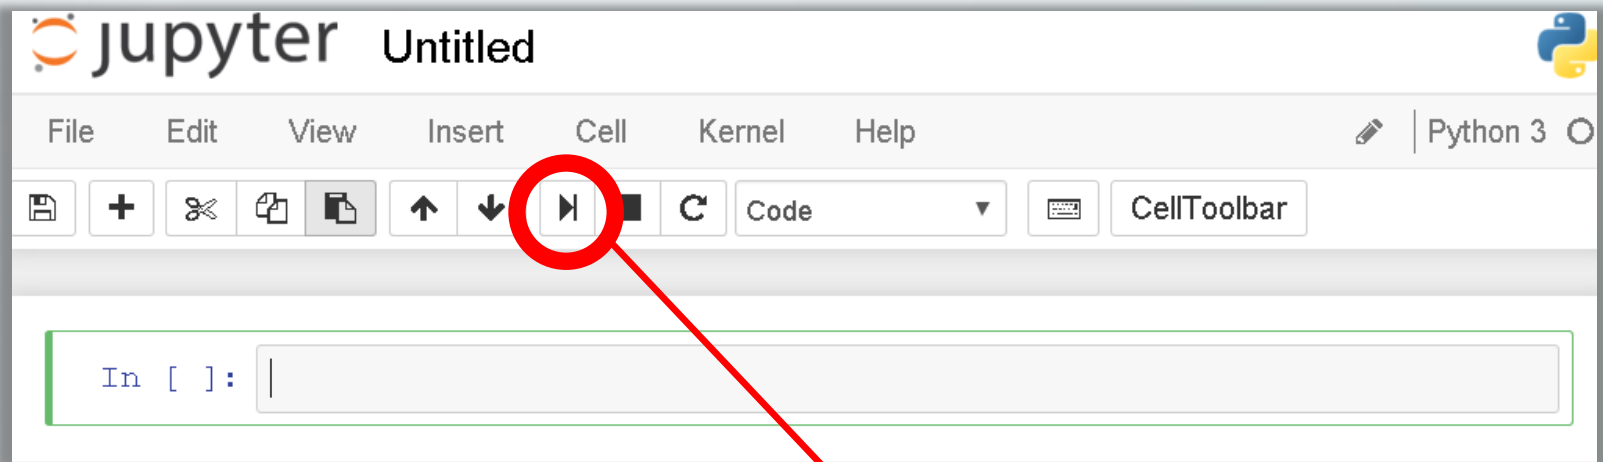 jupyter Untitled
File Edit View Insert Cell Kernel Help Python 3
Code CellToolbar
In [ ]: